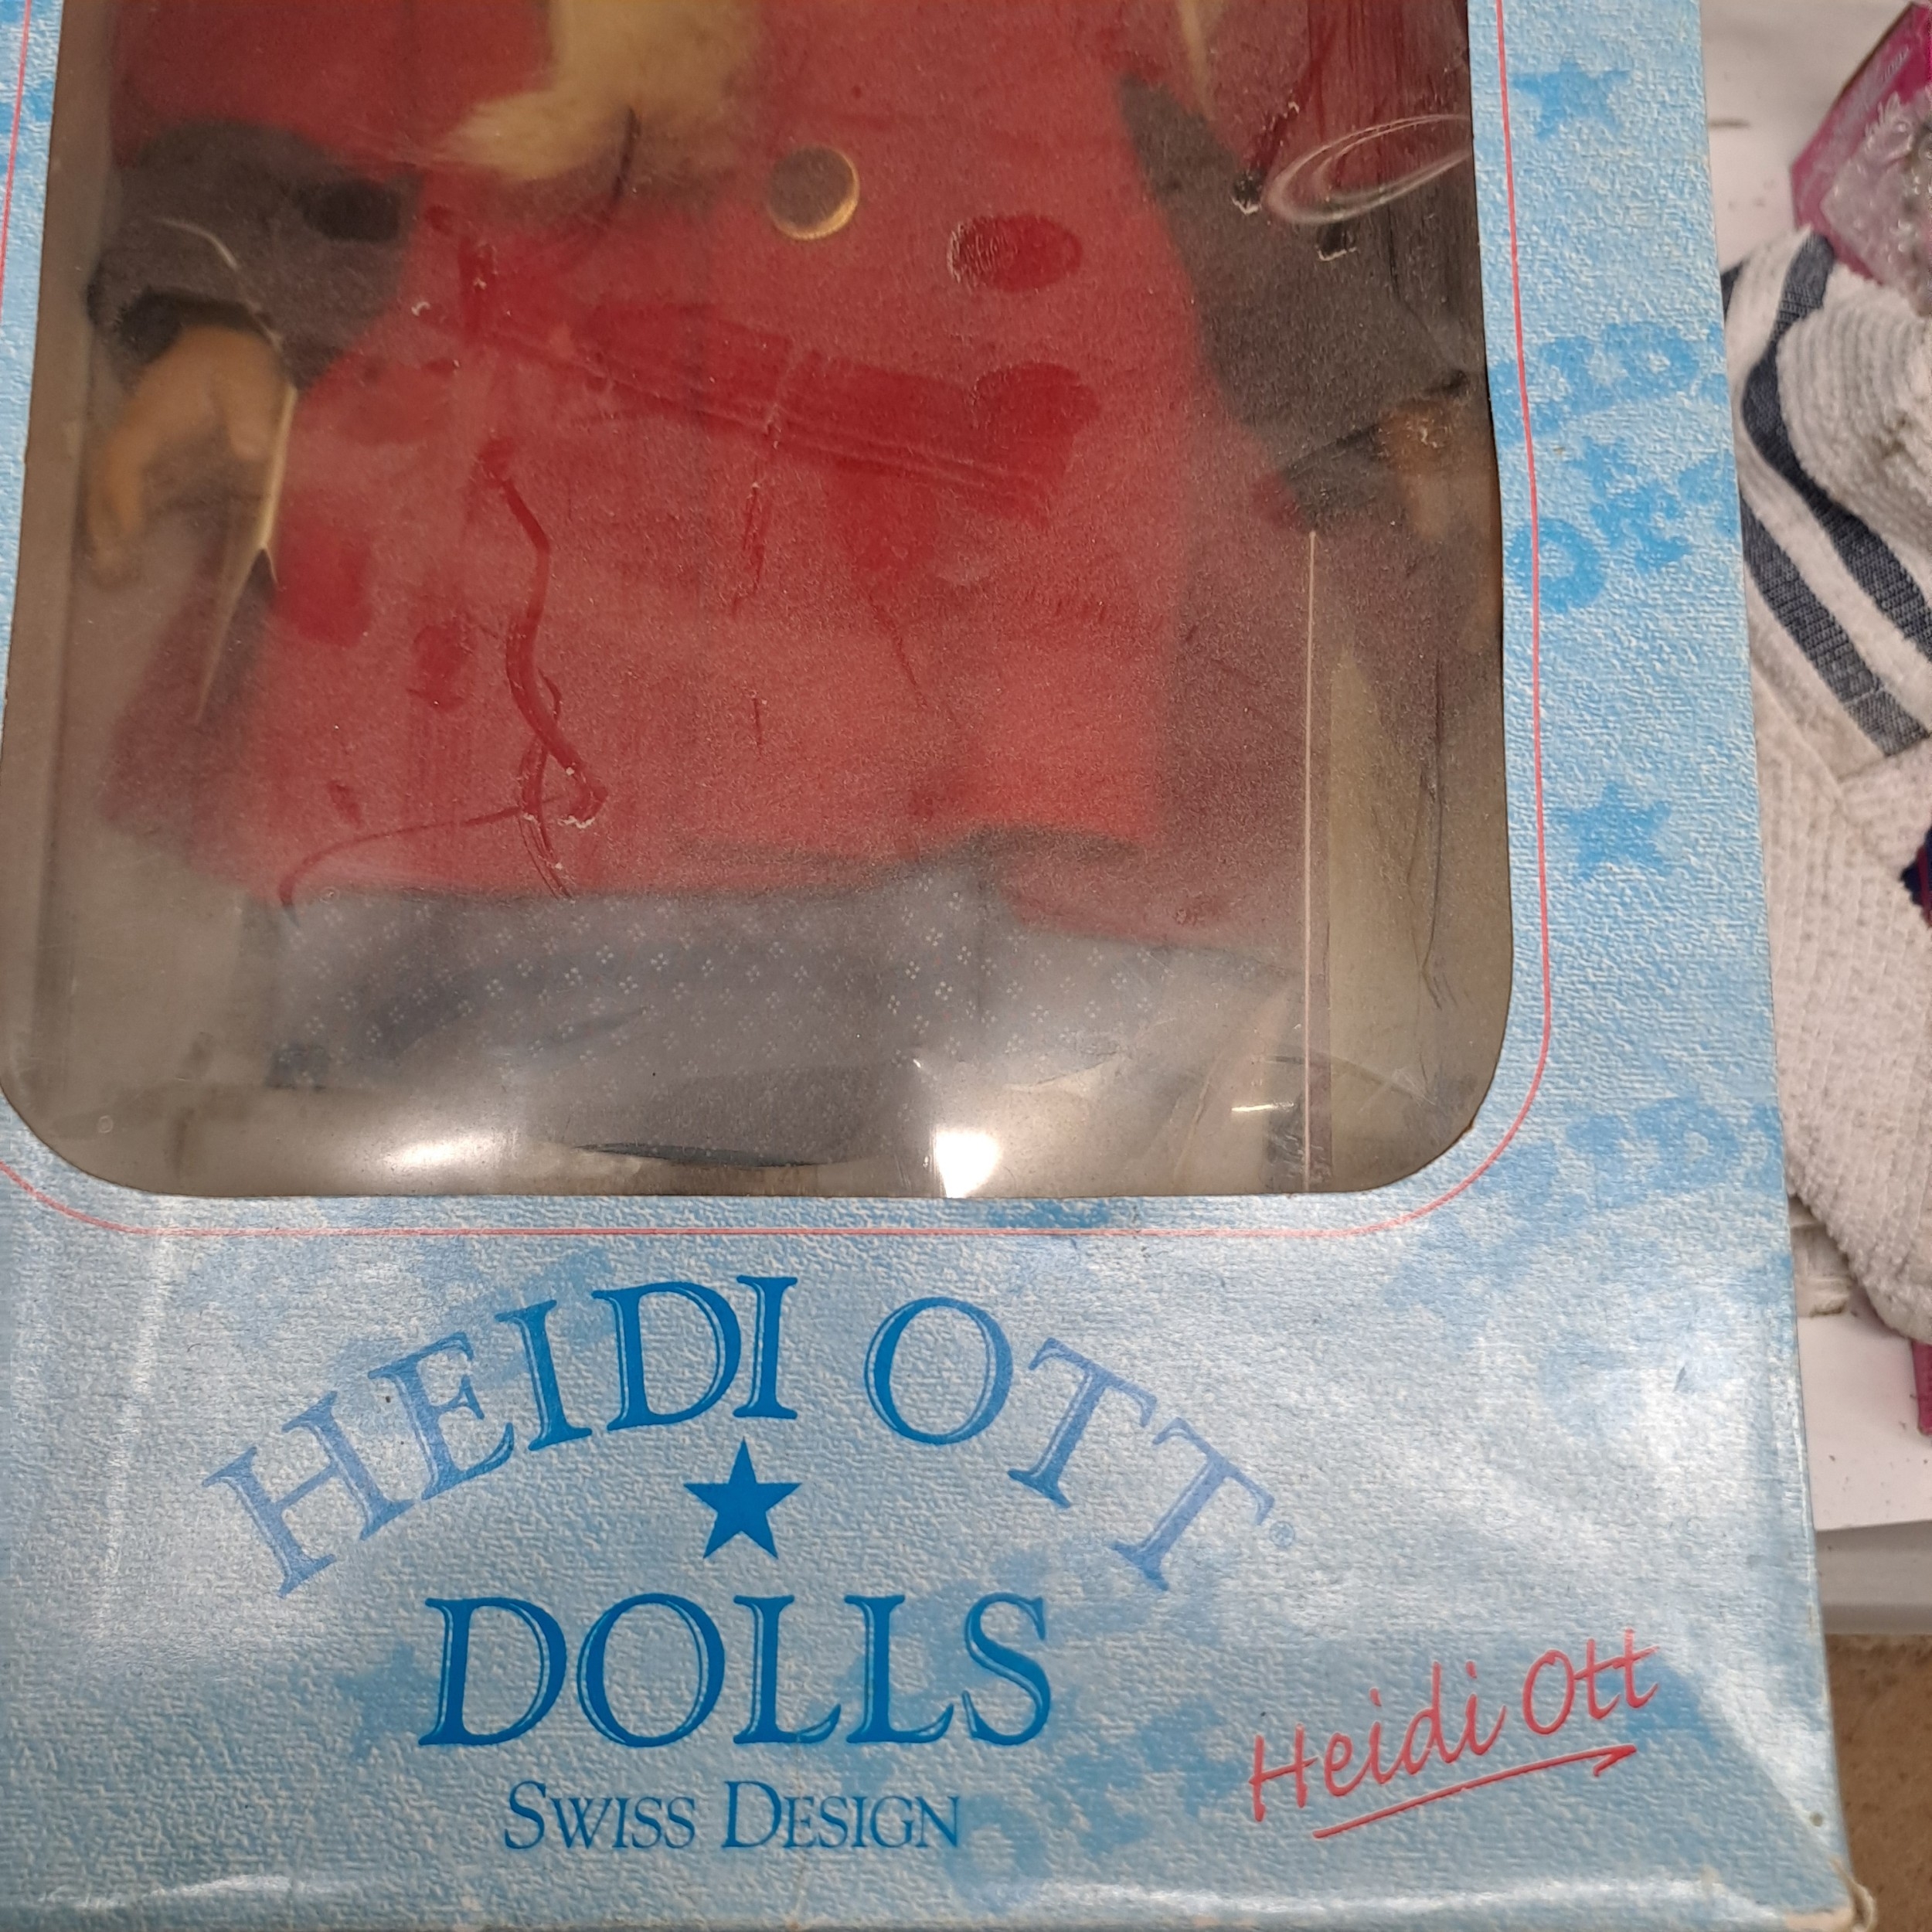 HEIDI OTT®
DOLLS
SWISS DESIGN
Heidi Ott